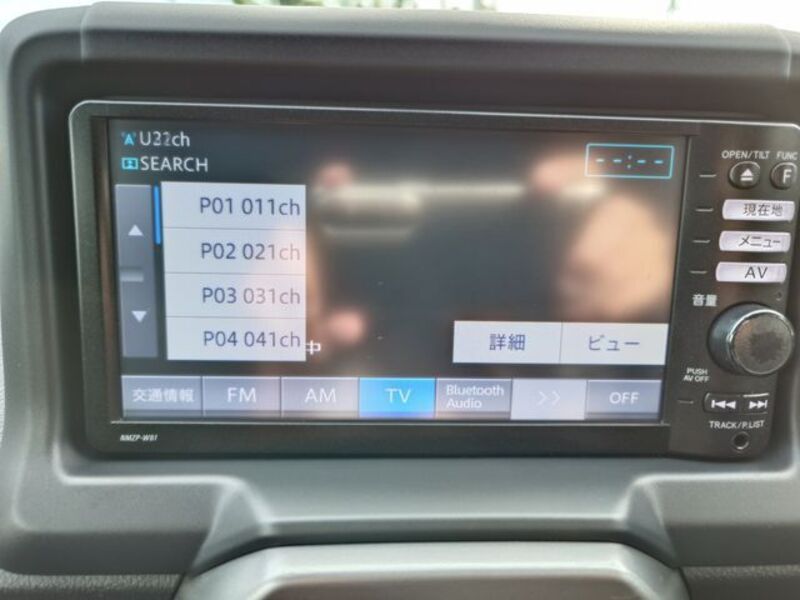 U22ch
SEARCH
--:--
P01 011ch
P02 021ch
P03 031ch
P04 041ch
中
詳細
ビュー
交通情報
FM
AM
TV
Bluetooth
Audio
>>
OFF
NMZP-W61
OPEN/TILT
FUNC
F
現在地
メニュー
AV
音量
PUSH
AV OFF
TRACK/P.LIST